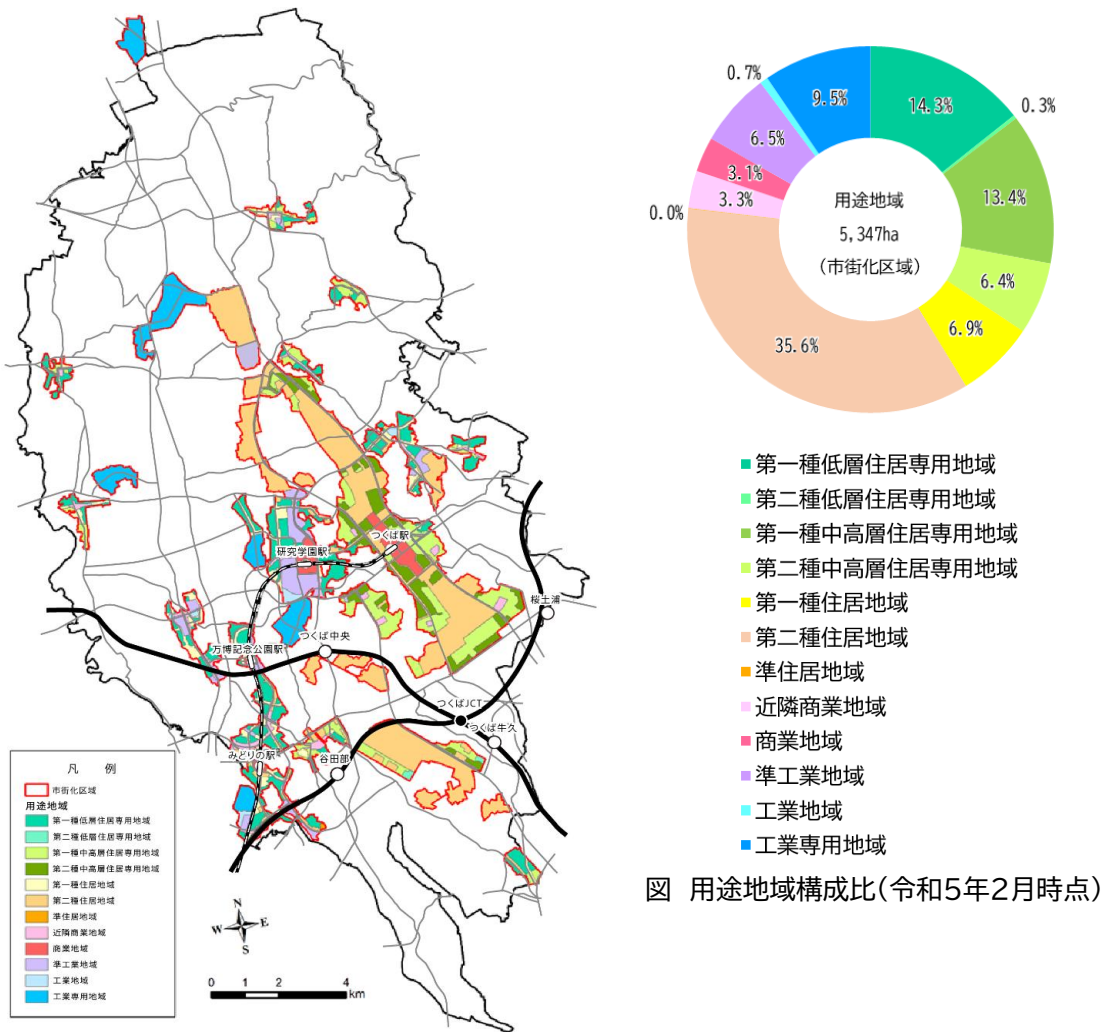 つくば駅
研究学園駅
桜土浦
つくば中央
万博記念公園駅
つくばJCT
つくば牛久
みどりの駅
谷田部
凡 例
市街化区域
用途地域
第一種低層住居専用地域
第二種低層住居専用地域
第一種中高層住居専用地域
第二種中高層住居専用地域
第一種住居地域
第二種住居地域
準住居地域
近隣商業地域
商業地域
準工業地域
工業地域
工業専用地域
N
W E
S
0 1 2 4
km
0.7%
9.5%
14.3%
0.3%
6.5%
3.1%
3.3%
0.0%
13.4%
6.4%
6.9%
35.6%
用途地域
5,347ha
(市街化区域)
第一種低層住居専用地域
第二種低層住居専用地域
第一種中高層住居専用地域
第二種中高層住居専用地域
第一種住居地域
第二種住居地域
準住居地域
近隣商業地域
商業地域
準工業地域
工業地域
工業専用地域
図 用途地域構成比(令和5年2月時点)